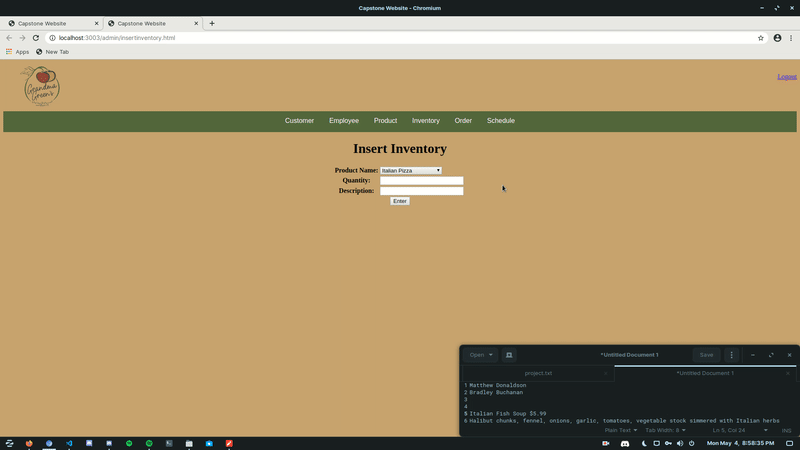 Capstone Website - Chromium
Capstone Website
Capstone Website
localhost:3003/admin/insertinventory.html
Apps
New Tab
Grandma Green's
Logout
Customer Employee Product Inventory Order Schedule
Insert Inventory
Product Name: Italian Pizza
Quantity:
Description:
Enter
Open
*Untitled Document 1
Save
project.txt
*Untitled Document 1
1 Matthew Donaldson
2 Bradley Buchanan
3
4
5 Italian Fish Soup $5.99
6 Halibut chunks, fennel, onions, garlic, tomatoes, vegetable stock simmered with Italian herbs
Plain Text Tab Width: 8 Ln 5, Col 24 INS
Mon May 4, 8:58:35 PM